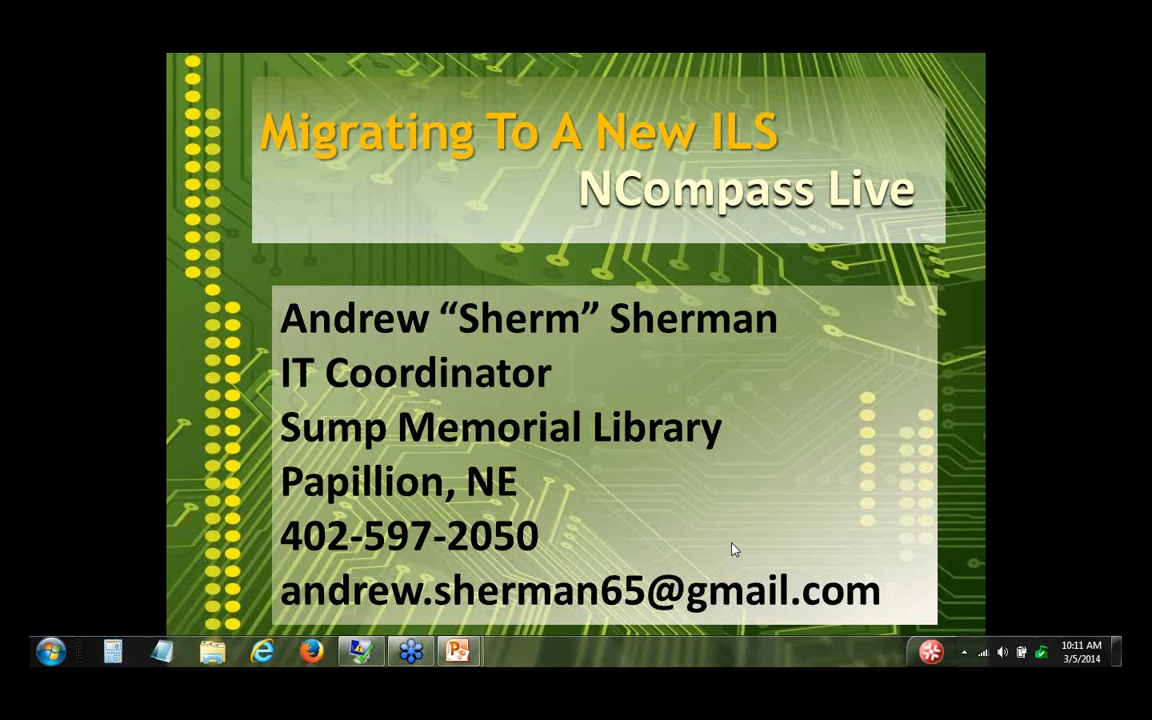 Migrating To A New ILS
NCompass Live
Andrew “Sherm” Sherman
IT Coordinator
Sump Memorial Library
Papillion, NE
402-597-2050
andrew.sherman65@gmail.com
10:11 AM
3/5/2014